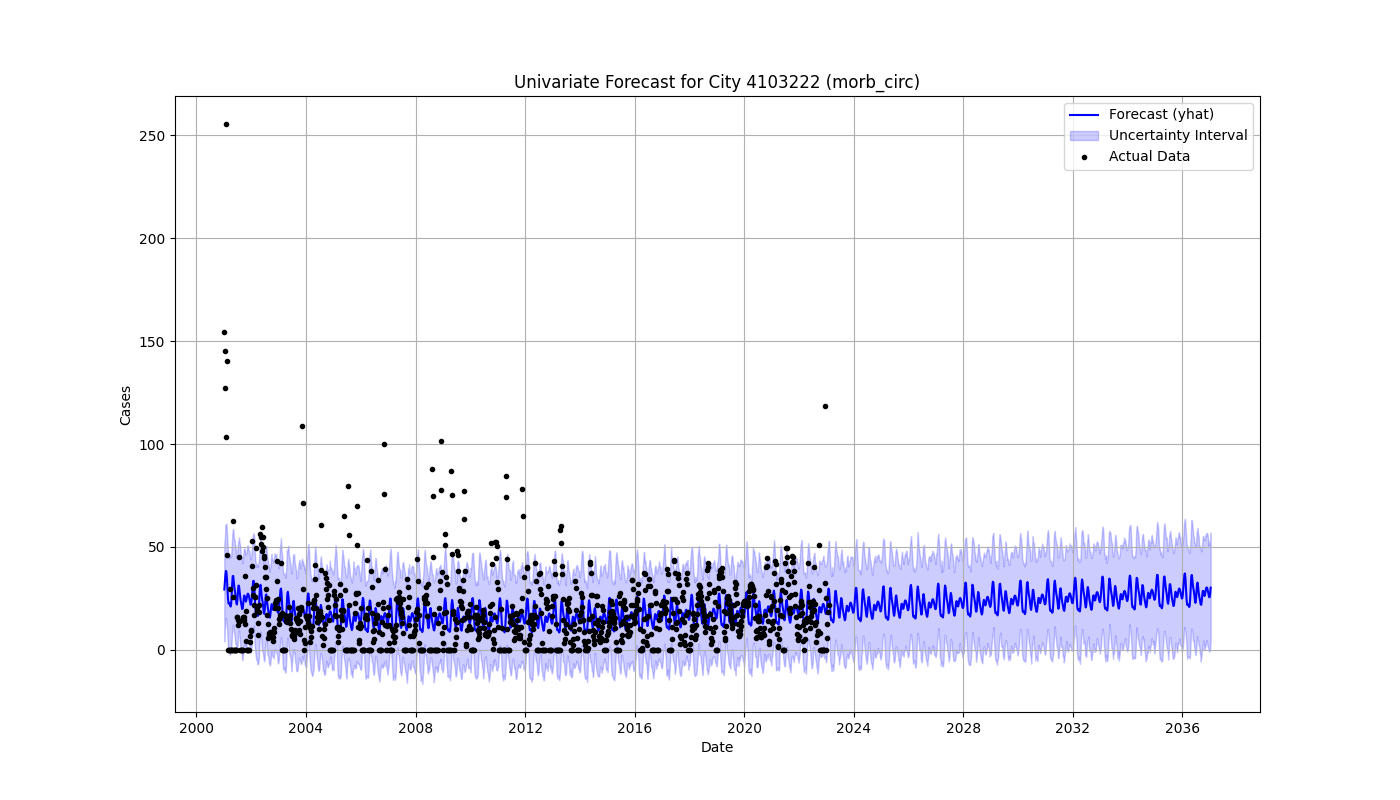 Univariate Forecast for City 4103222 (morb_circ)
Forecast (yhat)
Uncertainty Interval
Actual Data
250
200
150
100
50
0
Cases
2000 2004 2008 2012 2016 2020 2024 2028 2032 2036
Date